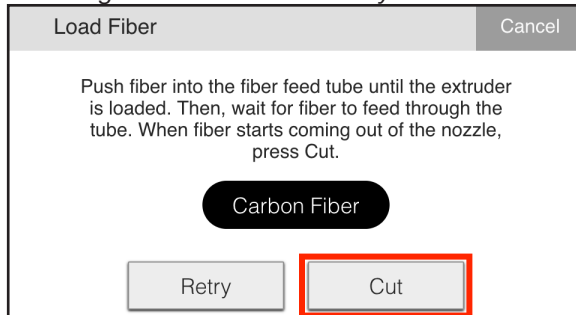 Load Fiber
Cancel
Push fiber into the fiber feed tube until the extruder
is loaded. Then, wait for fiber to feed through the
tube. When fiber starts coming out of the nozzle,
press Cut.
Carbon Fiber
Retry
Cut